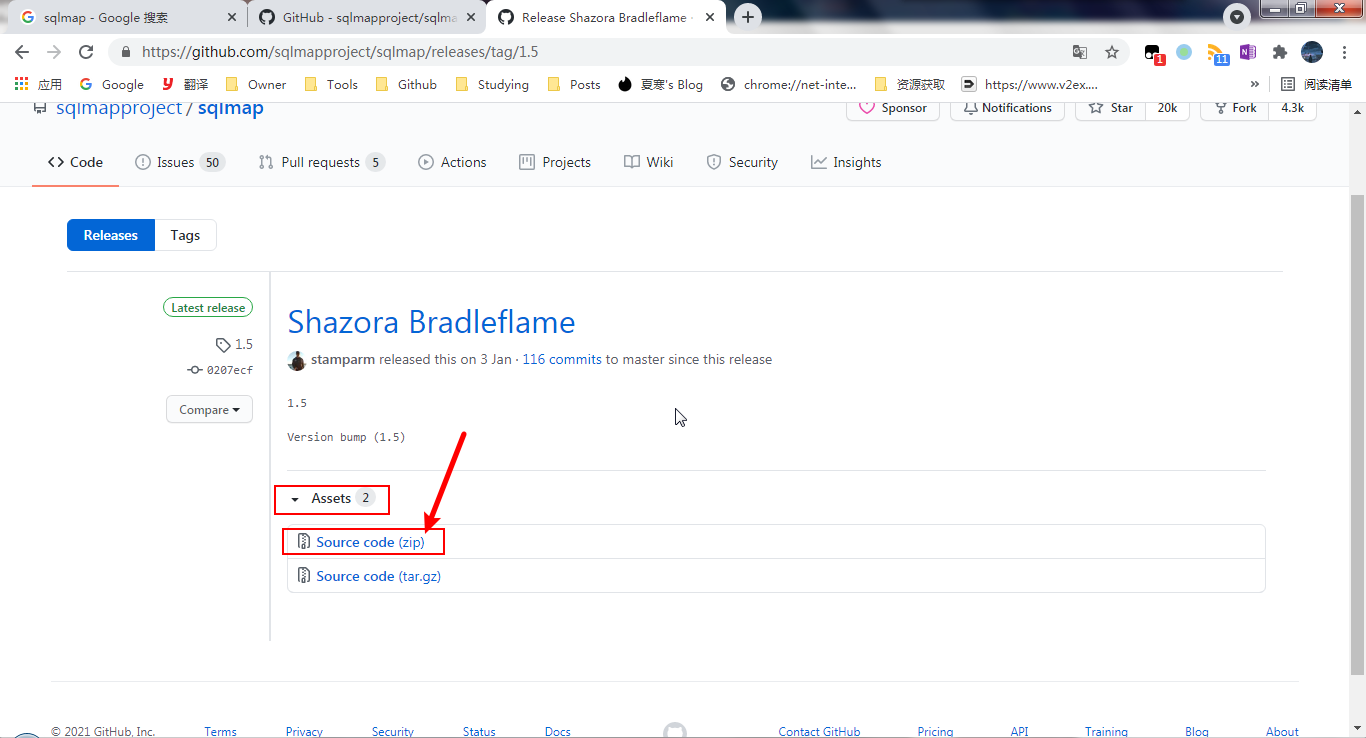 sqlmap - Google 搜索
GitHub - sqlmapproject/sqlma
Release Shazora Bradleflame ·
https://github.com/sqlmapproject/sqlmap/releases/tag/1.5
1
11
应用
Google
翻译
Owner
Tools
Github
Studying
Posts
夏寒's Blog
chrome://net-inte...
资源获取
https://www.v2ex....
»
阅读清单
sqlmapproject / sqlmap
Sponsor
Notifications
Star 20k
Fork 4.3k
Code
Issues 50
Pull requests 5
Actions
Projects
Wiki
Security
Insights
Releases
Tags
Latest release
1.5
0207ecf
Compare
Shazora Bradleflame
stamparm released this on 3 Jan · 116 commits to master since this release
1.5
Version bump (1.5)
Assets 2
Source code (zip)
Source code (tar.gz)
© 2021 GitHub, Inc.
Terms
Privacy
Security
Status
Docs
Contact GitHub
Pricing
API
Training
Blog
About